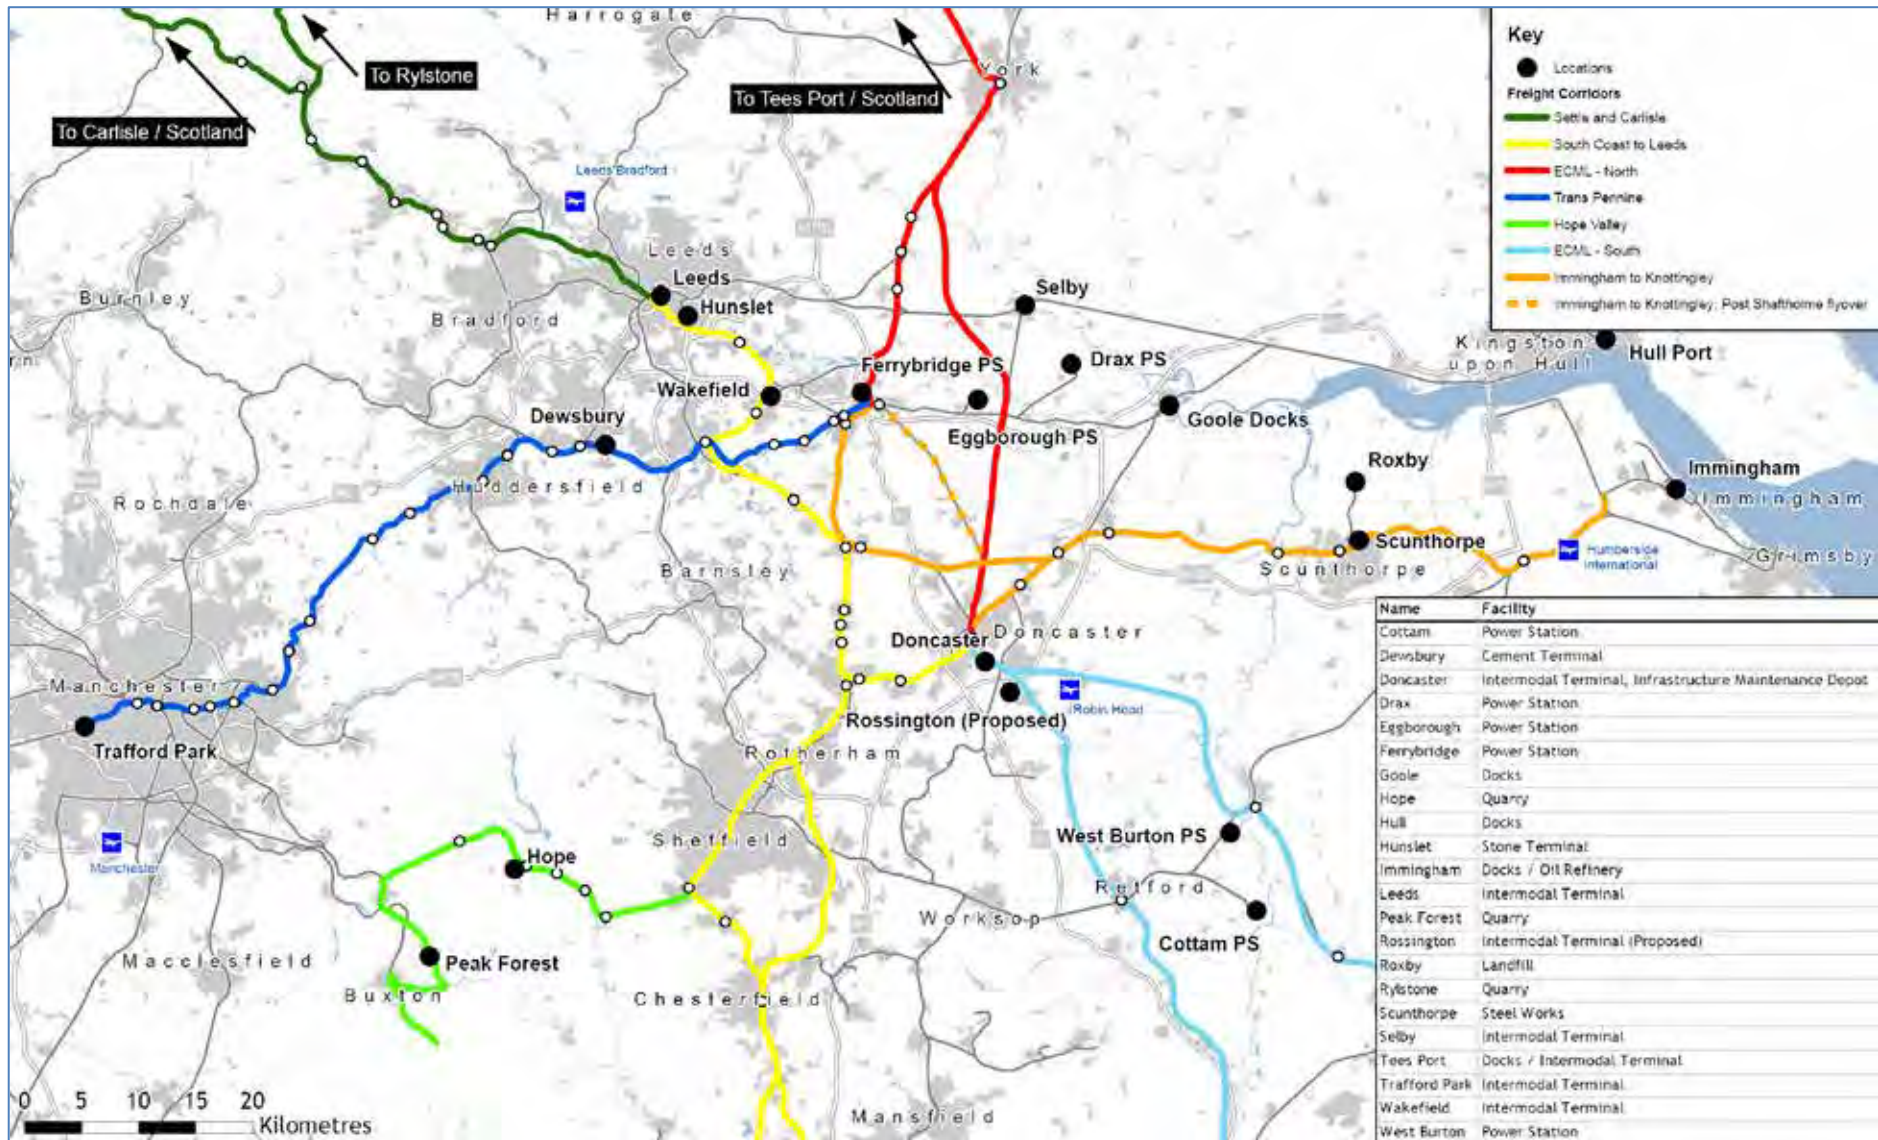 Harrogate
York
To Rylstone
To Tees Port / Scotland
To Carlisle / Scotland
Leeds Bradford
Leeds
Leeds
Hunslet
Bradford
Burnley
Selby
Ferrybridge PS
Drax PS
Wakefield
Dewsbury
Eggborough PS
Goole Docks
Kingston
upon Hull
Hull Port
Huddersfield
Rochdale
Roxby
Immingham
Immingham
Barnsley
Scunthorpe
Scunthorpe
Humberside
International
Grimsby
Doncaster
Doncaster
Manchester
Trafford Park
Rossington (Proposed)
Robin Hood
Rotherham
Manchester
Hope
Sheffield
West Burton PS
Retford
Worksop
Cottam PS
Macclesfield
Peak Forest
Buxton
Chesterfield
Mansfield
0 5 10 15 20
Kilometres
Key
Locations
Freight Corridors
Settle and Carlisle
South Coast to Leeds
ECML - North
Trans Pennine
Hope Valley
ECML - South
Immingham to Knottingley
Immingham to Knottingley; Post Shaftholme flyover
Name Facility
Cottam Power Station
Dewsbury Cement Terminal
Doncaster Intermodal Terminal, Infrastructure Maintenance Depot
Drax Power Station
Eggborough Power Station
Ferrybridge Power Station
Goole Docks
Hope Quarry
Hull Docks
Hunslet Stone Terminal
Immingham Docks / Oil Refinery
Leeds Intermodal Terminal
Peak Forest Quarry
Rossington Intermodal Terminal (Proposed)
Roxby Landfill
Rylstone Quarry
Scunthorpe Steel Works
Selby Intermodal Terminal
Tees Port Docks / Intermodal Terminal
Trafford Park Intermodal Terminal
Wakefield Intermodal Terminal
West Burton Power Station